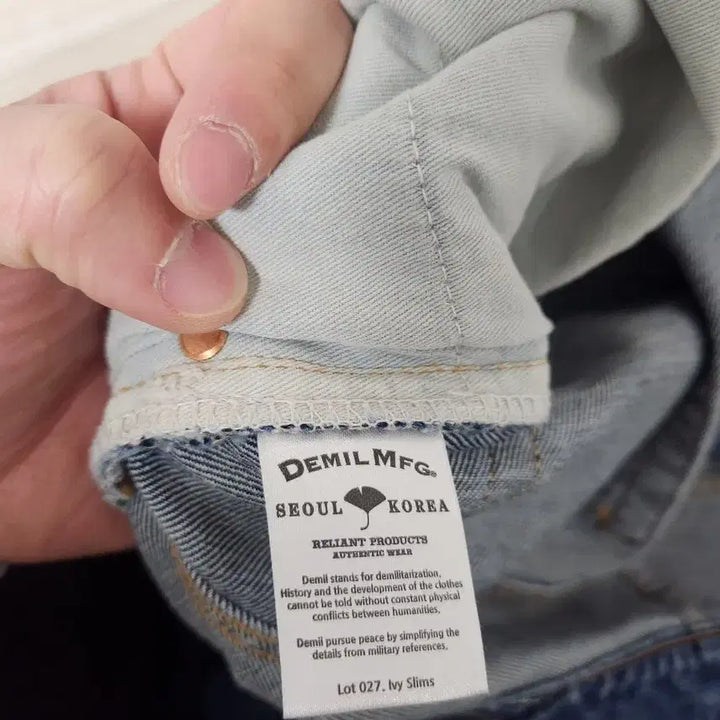 DEMIL MFG.
SEOUL KOREA
RELIANT PRODUCTS
AUTHENTIC WEAR
Demil stands for demilitarization.
History and the development of the clothes
cannot be told without constant physical
conflicts between humanities.
Demil pursue peace by simplifying the
details from military references.
Lot 027. Ivy Slims